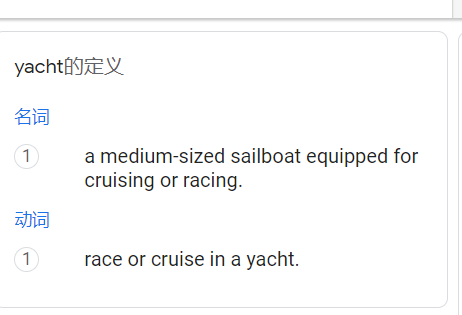 yacht的定义
名词
1 a medium-sized sailboat equipped for
cruising or racing.
动词
1 race or cruise in a yacht.